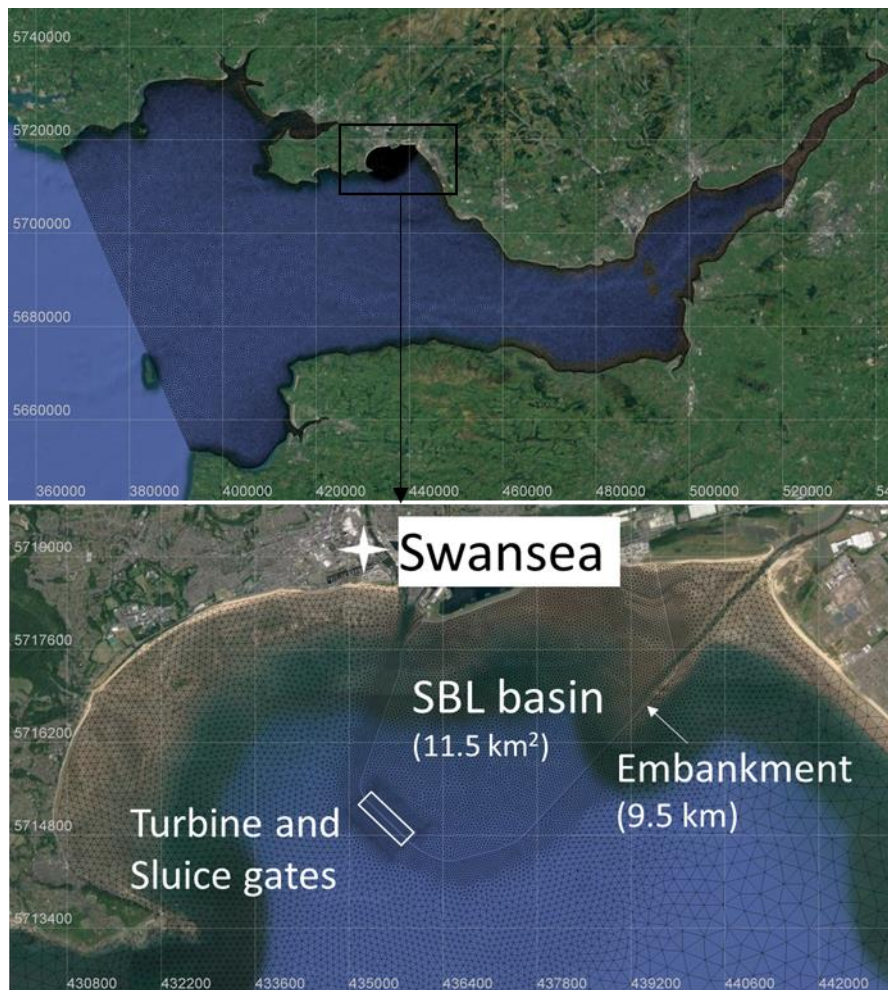 5740000
5720000
5700000
5680000
5660000
360000 380000 400000 420000 440000 460000 480000 500000 520000 54
5719000
Swansea
5717600
SBL basin
5716200
(11.5 km²)
Embankment
(9.5 km)
Turbine and
5714800
Sluice gates
5713400
430800 432200 433600 435000 436400 437800 439200 440600 442000